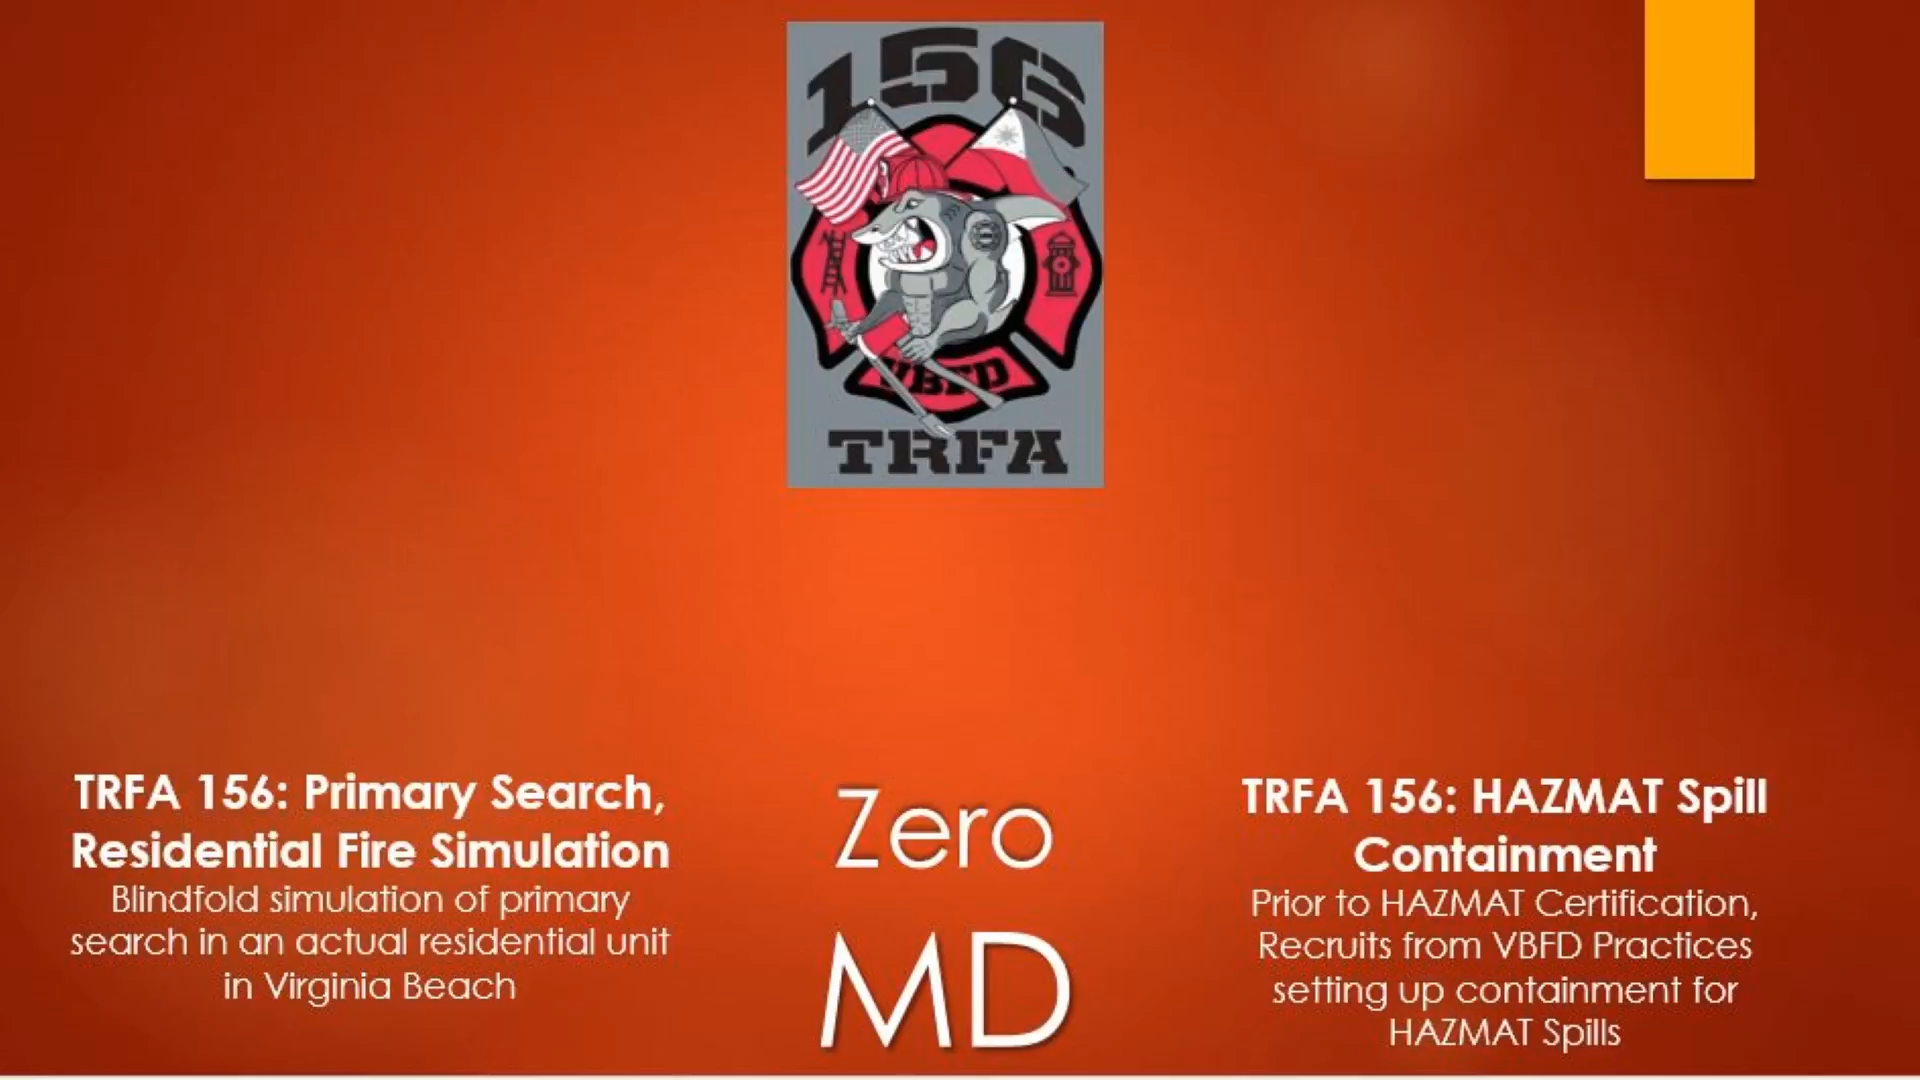 156
VBFD
TRFA
TRFA 156: Primary Search,
Residential Fire Simulation
Blindfold simulation of primary
search in an actual residential unit
in Virginia Beach
Zero
MD
TRFA 156: HAZMAT Spill
Containment
Prior to HAZMAT Certification,
Recruits from VBFD Practices
setting up containment for
HAZMAT Spills